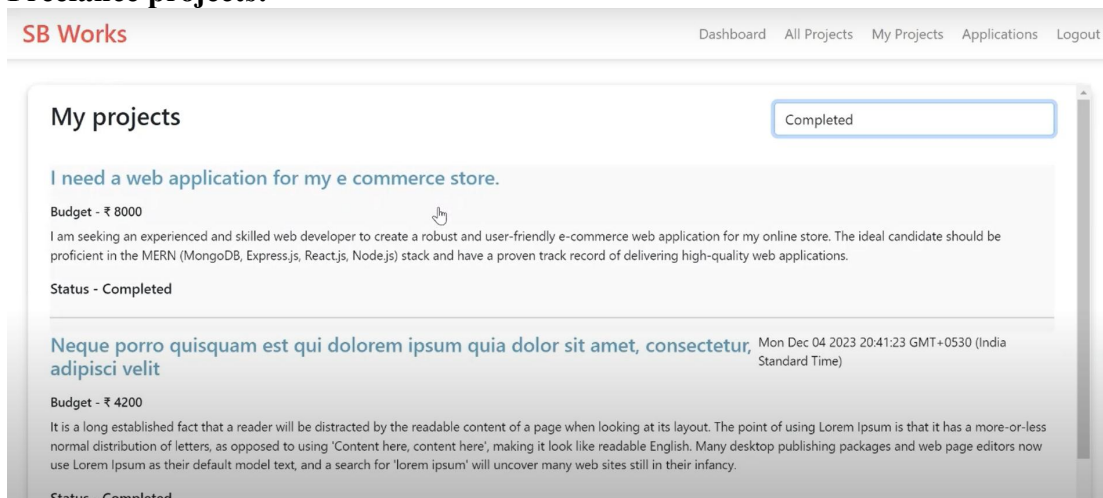 Freelance projects:
SB Works
Dashboard All Projects My Projects Applications Logout
My projects
Completed
I need a web application for my e commerce store.
Budget - ₹ 8000
I am seeking an experienced and skilled web developer to create a robust and user-friendly e-commerce web application for my online store. The ideal candidate should be
proficient in the MERN (MongoDB, Express.js, React.js, Node.js) stack and have a proven track record of delivering high-quality web applications.
Status - Completed
Neque porro quisquam est qui dolorem ipsum quia dolor sit amet, consectetur,
adipisci velit
Mon Dec 04 2023 20:41:23 GMT+0530 (India
Standard Time)
Budget - ₹ 4200
It is a long established fact that a reader will be distracted by the readable content of a page when looking at its layout. The point of using Lorem Ipsum is that it has a more-or-less
normal distribution of letters, as opposed to using 'Content here, content here', making it look like readable English. Many desktop publishing packages and web page editors now
use Lorem Ipsum as their default model text, and a search for 'lorem ipsum' will uncover many web sites still in their infancy.
Status - Completed